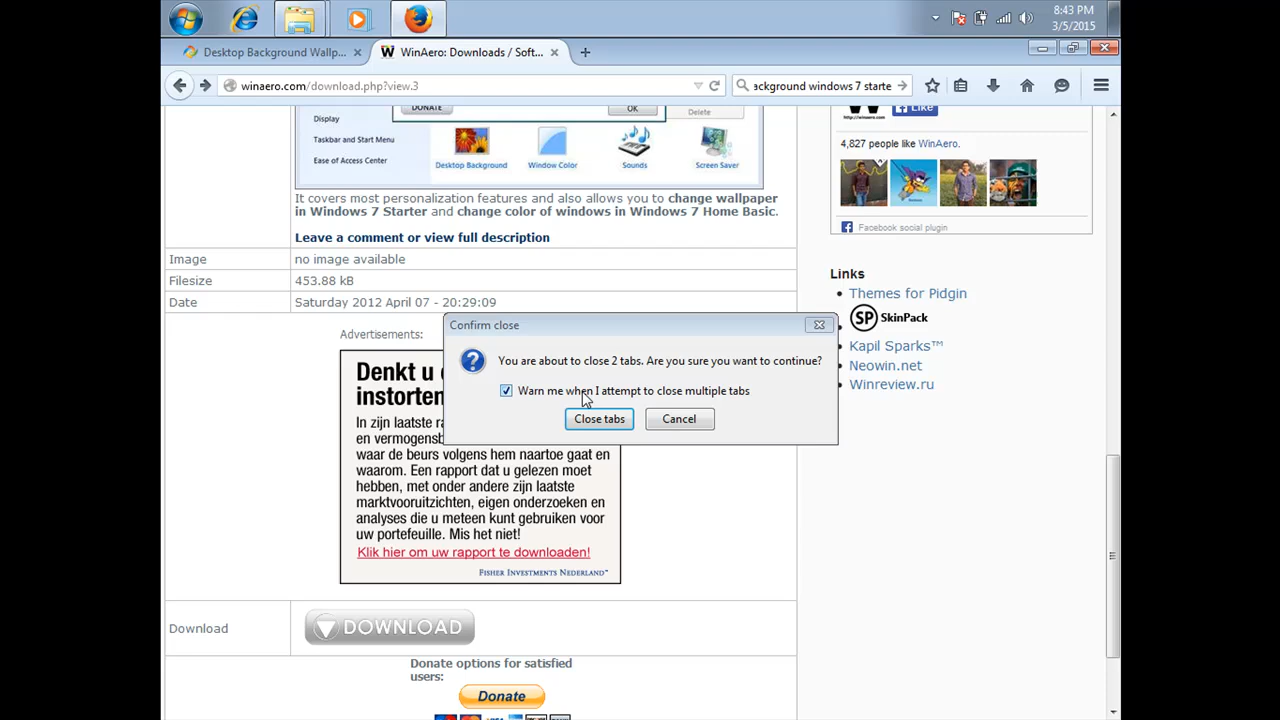 8:43 PM
3/5/2015
Desktop Background Wallp...
W WinAero: Downloads / Soft...
winaero.com/download.php?view.3
ackground windows 7 starte
DONATE
OK
Delete
Display
Taskbar and Start Menu
Ease of Access Center
Desktop Background
Window Color
Sounds
Screen Saver
It covers most personalization features and also allows you to change wallpaper
in Windows 7 Starter and change color of windows in Windows 7 Home Basic.
Leave a comment or view full description
Image
no image available
Filesize
453.88 kB
Date
Saturday 2012 April 07 - 20:29:09
Advertisements:
Denkt u d
instorten
In zijn laatste ra
en vermogensb
waar de beurs volgens hem naartoe gaat en
waarom. Een rapport dat u gelezen moet
hebben, met onder andere zijn laatste
marktvooruitzichten, eigen onderzoeken en
analyses die u meteen kunt gebruiken voor
uw portefeuille. Mis het niet!
Klik hier om uw rapport te downloaden!
FISHER INVESTMENTS NEDERLAND™
Confirm close
You are about to close 2 tabs. Are you sure you want to continue?
Warn me when I attempt to close multiple tabs
Close tabs
Cancel
Download
DOWNLOAD
Donate options for satisfied
users:
Donate
http://winaero.com
Like
4,827 people like WinAero.
Facebook social plugin
Links
Themes for Pidgin
SP SkinPack
Kapil Sparks™
Neowin.net
Winreview.ru